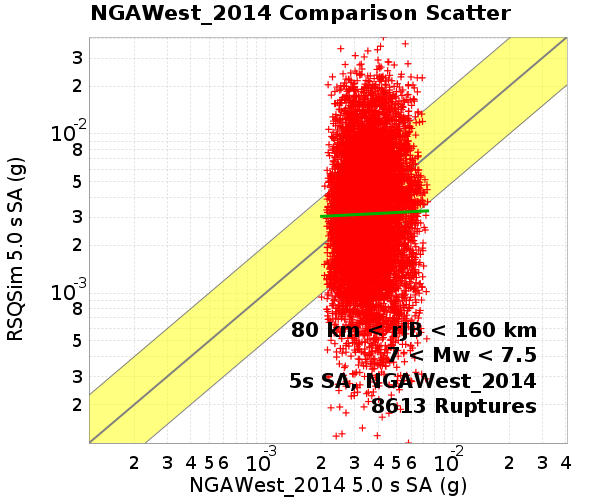 NGAWest_2014 Comparison Scatter
RSQSim 5.0 s SA (g)
3
2
10-2
8
5
3
2
10-3
8
5
3
2
80 km < rJB < 160 km
7 < Mw < 7.5
5s SA, NGAWest_2014
8613 Ruptures
2 3 4 5 6 10-3 2 3 4 5 6 10-2 2 3 4
NGAWest_2014 5.0 s SA (g)